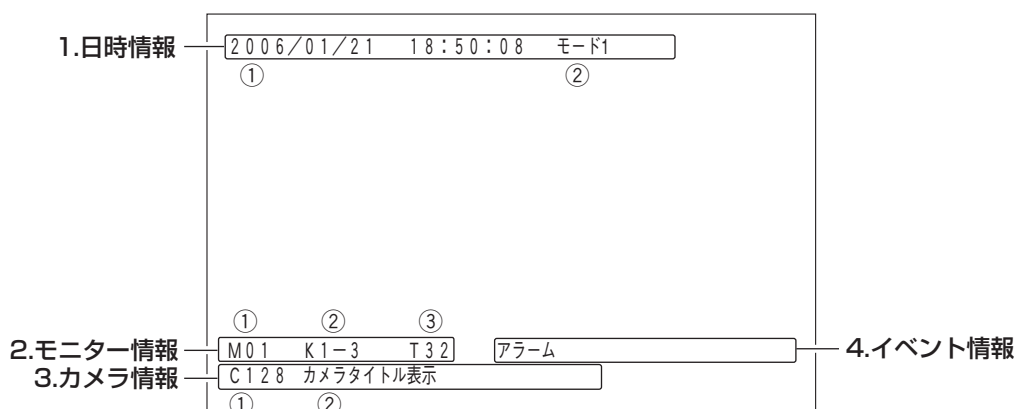 1.日時情報
2006/01/21 18:50:08 モード1
① ②
① ② ③
2.モニター情報
M01 K1-3 T32
アラーム
4.イベント情報
3.カメラ情報
C128 カメラタイトル表示
① ②